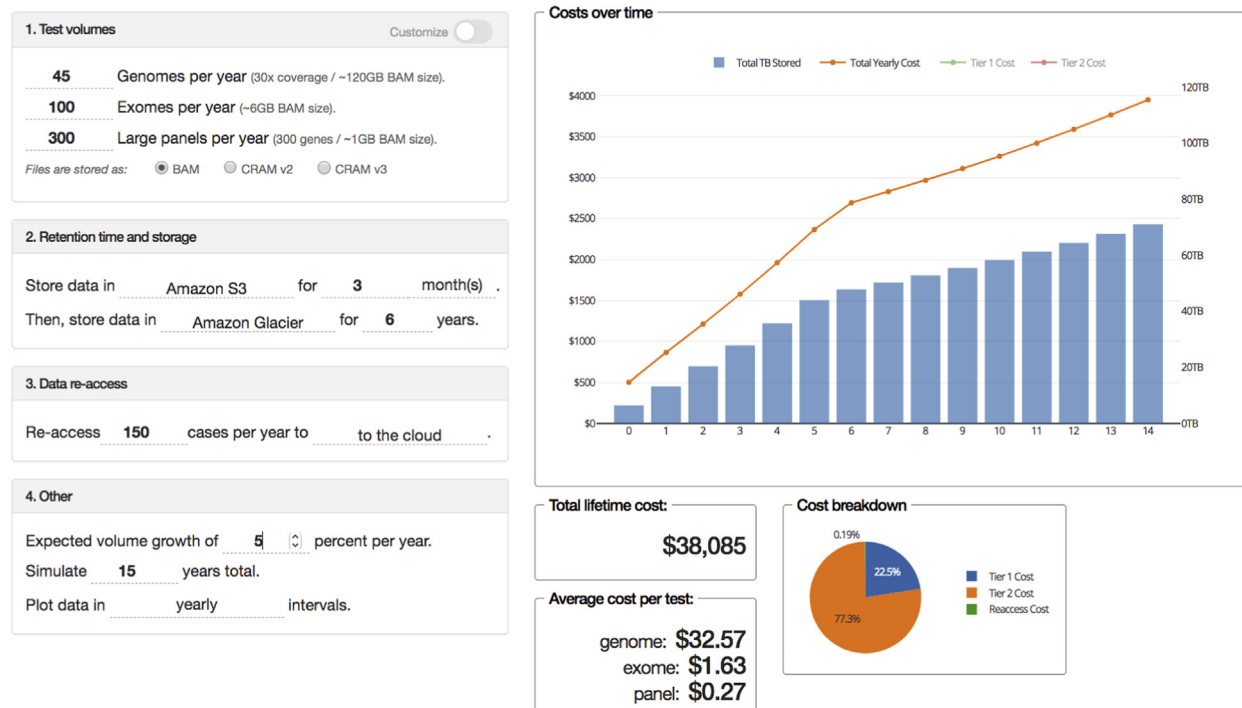 1. Test volumes
Customize
45 Genomes per year (30x coverage / ~120GB BAM size).
100 Exomes per year (~6GB BAM size).
300 Large panels per year (300 genes / ~1GB BAM size).
Files are stored as: BAM CRAM v2 CRAM v3
2. Retention time and storage
Store data in Amazon S3 for 3 month(s) .
Then, store data in Amazon Glacier for 6 years.
3. Data re-access
Re-access 150 cases per year to to the cloud .
4. Other
Expected volume growth of 5 percent per year.
Simulate 15 years total.
Plot data in yearly intervals.
Costs over time
Total TB Stored Total Yearly Cost Tier 1 Cost Tier 2 Cost
$4000
$3500
$3000
$2500
$2000
$1500
$1000
$500
$0
120TB
100TB
80TB
60TB
40TB
20TB
0TB
0 1 2 3 4 5 6 7 8 9 10 11 12 13 14
Total lifetime cost:
$38,085
Average cost per test:
genome: $32.57
exome: $1.63
panel: $0.27
Cost breakdown
0.19%
22.5%
77.3%
Tier 1 Cost
Tier 2 Cost
Reaccess Cost